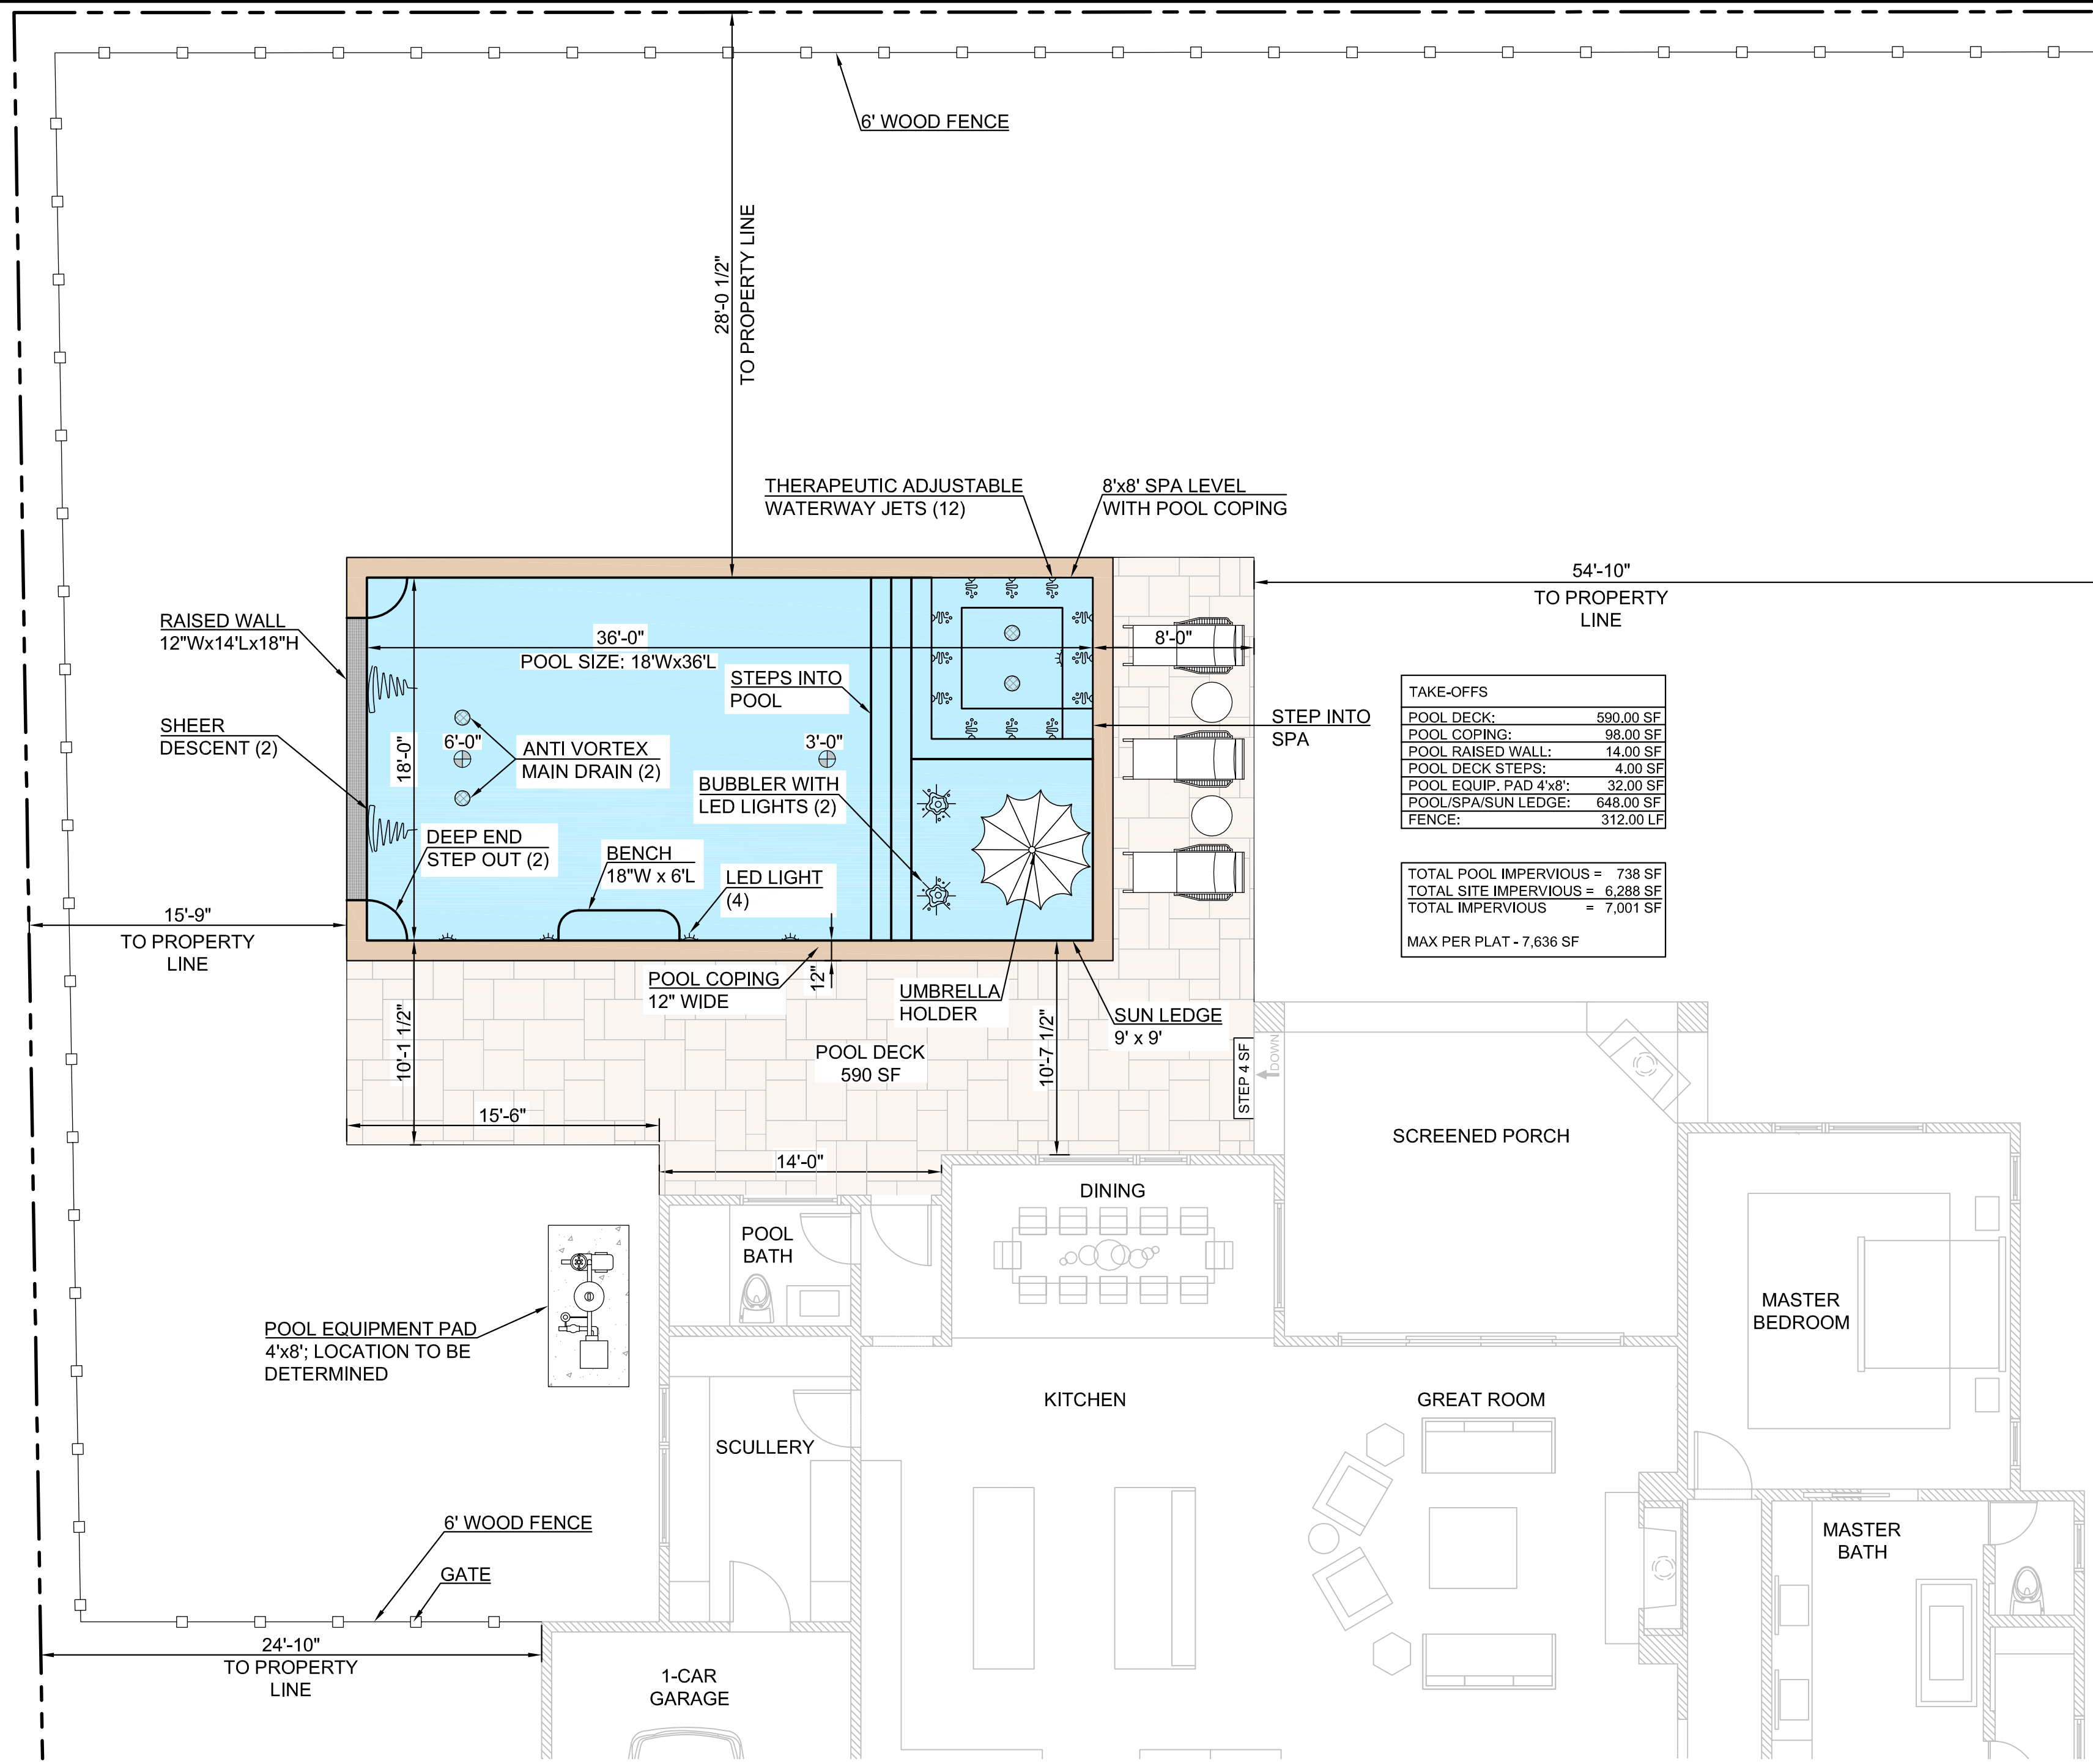 6' WOOD FENCE
28'-0 1/2"
TO PROPERTY LINE
THERAPEUTIC ADJUSTABLE
WATERWAY JETS (12)
8'x8' SPA LEVEL
WITH POOL COPING
54'-10"
TO PROPERTY
LINE
RAISED WALL
12"Wx14'Lx18"H
36'-0"
POOL SIZE: 18'Wx36'L
8'-0"
STEPS INTO
POOL
SHEER
DESCENT (2)
18'-0"
6'-0"
ANTI VORTEX
MAIN DRAIN (2)
3'-0"
STEP INTO
SPA
BUBBLER WITH
LED LIGHTS (2)
DEEP END
STEP OUT (2)
BENCH
18"W x 6'L
LED LIGHT
(4)
TAKE-OFFS
POOL DECK: 590.00 SF
POOL COPING: 98.00 SF
POOL RAISED WALL: 14.00 SF
POOL DECK STEPS: 4.00 SF
POOL EQUIP. PAD 4'x8': 32.00 SF
POOL/SPA/SUN LEDGE: 648.00 SF
FENCE: 312.00 LF
TOTAL POOL IMPERVIOUS = 738 SF
TOTAL SITE IMPERVIOUS = 6,288 SF
TOTAL IMPERVIOUS = 7,001 SF
MAX PER PLAT - 7,636 SF
15'-9"
TO PROPERTY
LINE
POOL COPING
12" WIDE
12"
UMBRELLA
HOLDER
SUN LEDGE
9' x 9'
10'-1 1/2"
POOL DECK
590 SF
10'-7 1/2"
STEP 4 SF
DOWN
15'-6"
14'-0"
SCREENED PORCH
DINING
POOL
BATH
MASTER
BEDROOM
POOL EQUIPMENT PAD
4'x8'; LOCATION TO BE
DETERMINED
KITCHEN
GREAT ROOM
SCULLERY
6' WOOD FENCE
GATE
MASTER
BATH
24'-10"
TO PROPERTY
LINE
1-CAR
GARAGE